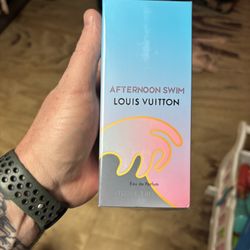 AFTERNOON SWIM
LOUIS VUITTON
Eau de Parfum